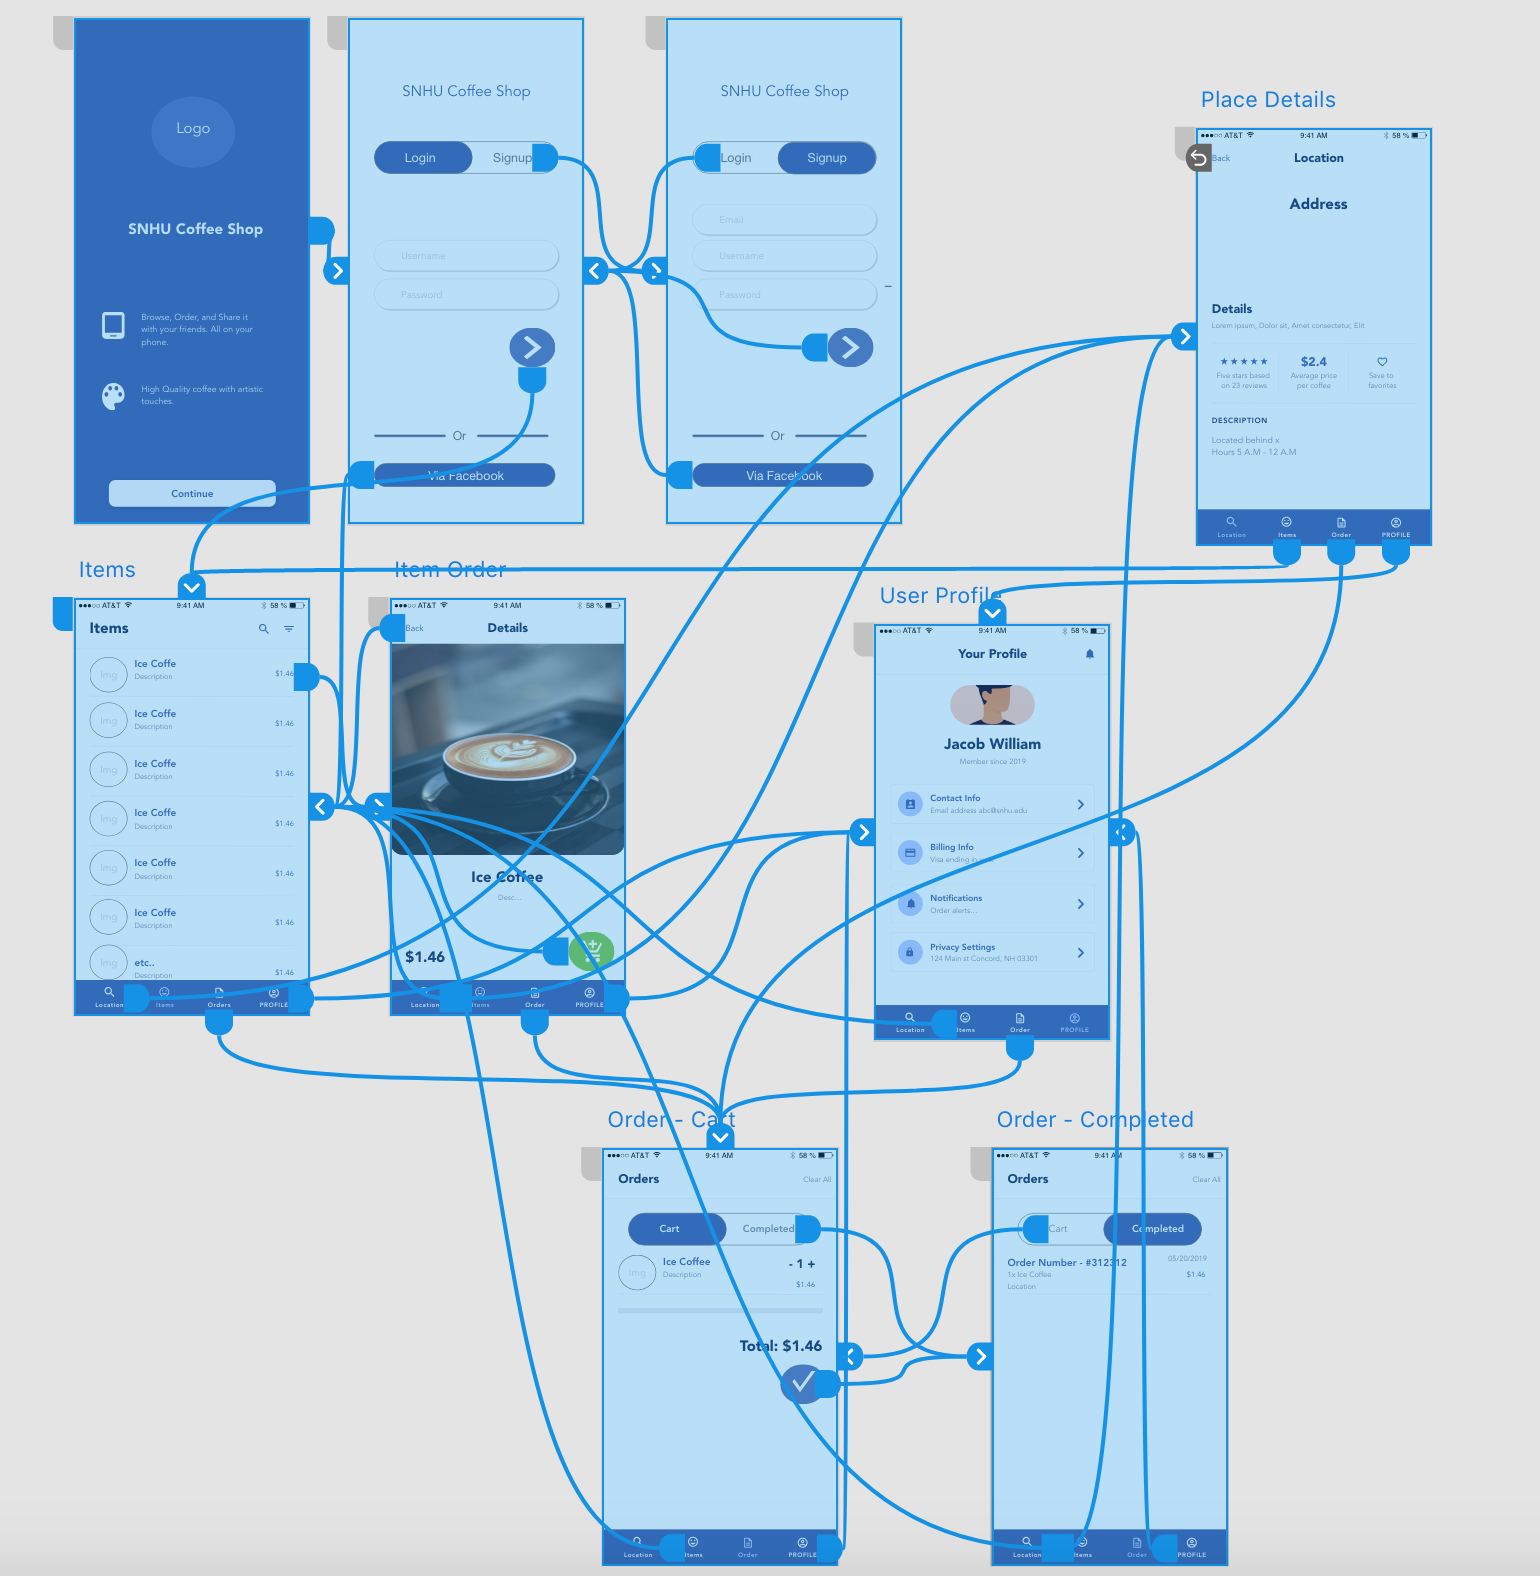 Logo
SNHU Coffee Shop
Browse, Order, and Share it
with your friends. All on your
phone.
High Quality coffee with artistic
touches.
Continue
SNHU Coffee Shop
Login
Signup
Username
Password
Or
Via Facebook
SNHU Coffee Shop
Login
Signup
Email
Username
Password
Or
Via Facebook
Place Details
AT&T
9:41 AM
58 %
Back
Location
Address
Details
Lorem ipsum, Dolor sit, Amet consectetur, Elit
Five stars based
on 23 reviews
$2.4
Average price
per coffee
Save to
favorites
DESCRIPTION
Located behind x
Hours 5 A.M - 12 A.M
Location
Items
Order
PROFILE
Items
AT&T
9:41 AM
58 %
Items
Img
Ice Coffe
Description
$1.46
Img
Ice Coffe
Description
$1.46
Img
Ice Coffe
Description
$1.46
Img
Ice Coffe
Description
$1.46
Img
Ice Coffe
Description
$1.46
Img
Ice Coffe
Description
$1.46
Img
etc..
Description
$1.46
Location
Items
Orders
PROFILE
Item Order
AT&T
9:41 AM
58 %
Back
Details
Ice Coffee
Desc...
$1.46
Location
Items
Order
PROFILE
User Profile
AT&T
9:41 AM
58 %
Your Profile
Jacob William
Member since 2019
Contact Info
Email address abc@snhu.edu
Billing Info
Visa ending in
Notifications
Order alerts...
Privacy Settings
124 Main st Concord, NH 03301
Location
Items
Order
PROFILE
Order - Cart
AT&T
9:41 AM
58 %
Orders
Clear All
Cart
Completed
Img
Ice Coffee
Description
- 1 +
$1.46
Total: $1.46
Location
Items
Order
PROFILE
Order - Completed
AT&T
9:41 AM
58 %
Orders
Clear All
Cart
Completed
Order Number - #312312
05/20/2019
1x Ice Coffee
$1.46
Location
Location
Items
Order
PROFILE